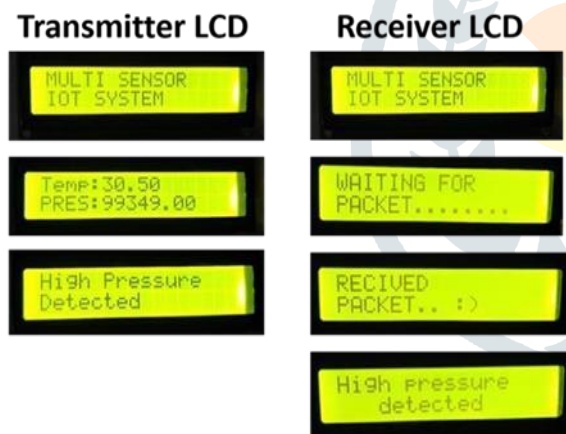 Transmitter LCD
MULTI SENSOR
IOT SYSTEM
Temp:30.50
PRES:99349.00
High Pressure
Detected
Receiver LCD
MULTI SENSOR
IOT SYSTEM
WAITING FOR
PACKET........
RECIVED
PACKET.. :)
High pressure
detected